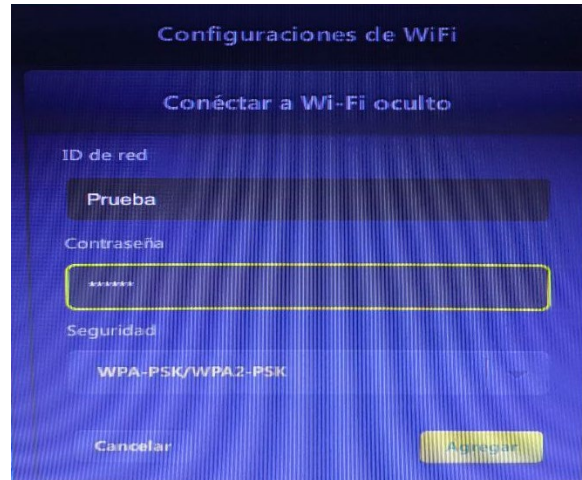 Configuraciones de WiFi
Conéctar a Wi-Fi oculto
ID de red
Prueba
Contraseña
******
Seguridad
WPA-PSK/WPA2-PSK
Cancelar
Agregar